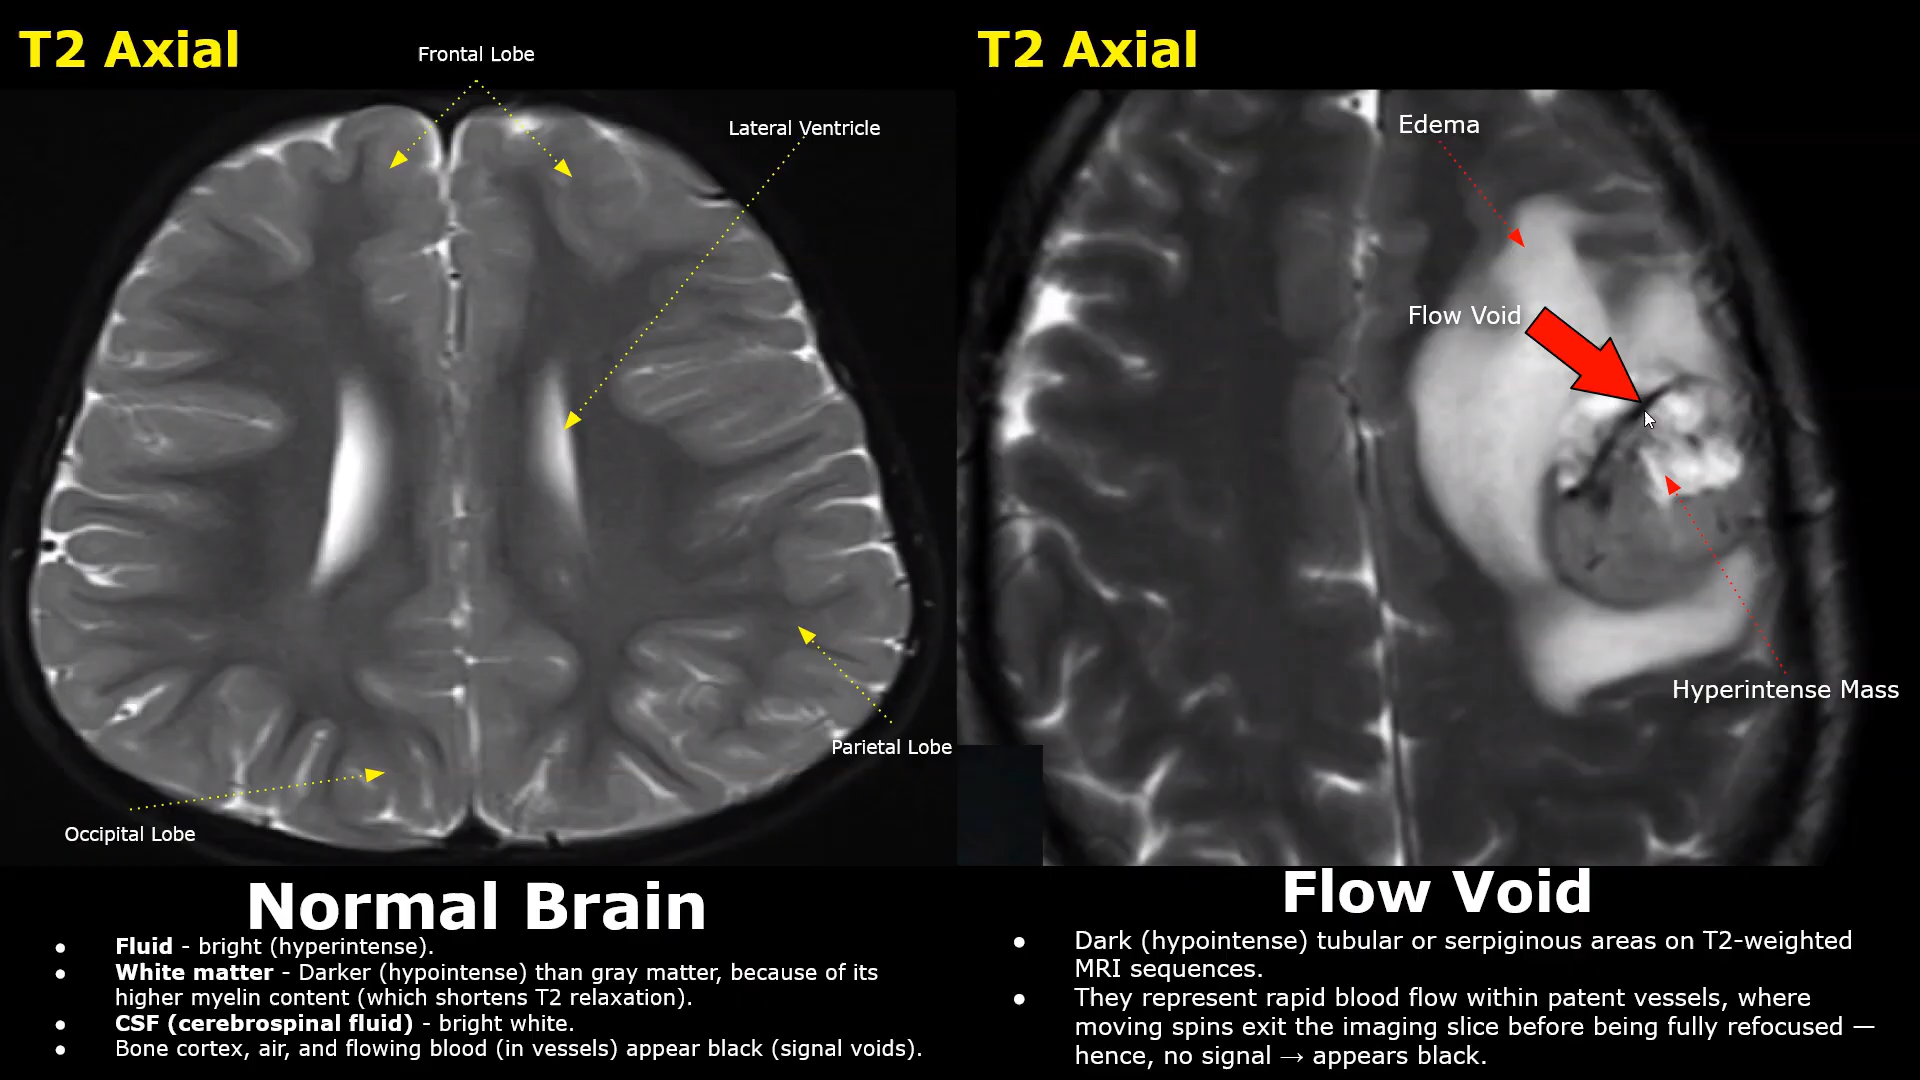 T2 Axial
Frontal Lobe
Lateral Ventricle
Parietal Lobe
Occipital Lobe
Normal Brain
● Fluid - bright (hyperintense).
● White matter - Darker (hypointense) than gray matter, because of its
higher myelin content (which shortens T2 relaxation).
● CSF (cerebrospinal fluid) - bright white.
● Bone cortex, air, and flowing blood (in vessels) appear black (signal voids).
T2 Axial
Edema
Flow Void
Hyperintense Mass
Flow Void
● Dark (hypointense) tubular or serpiginous areas on T2-weighted
MRI sequences.
● They represent rapid blood flow within patent vessels, where
moving spins exit the imaging slice before being fully refocused —
hence, no signal → appears black.